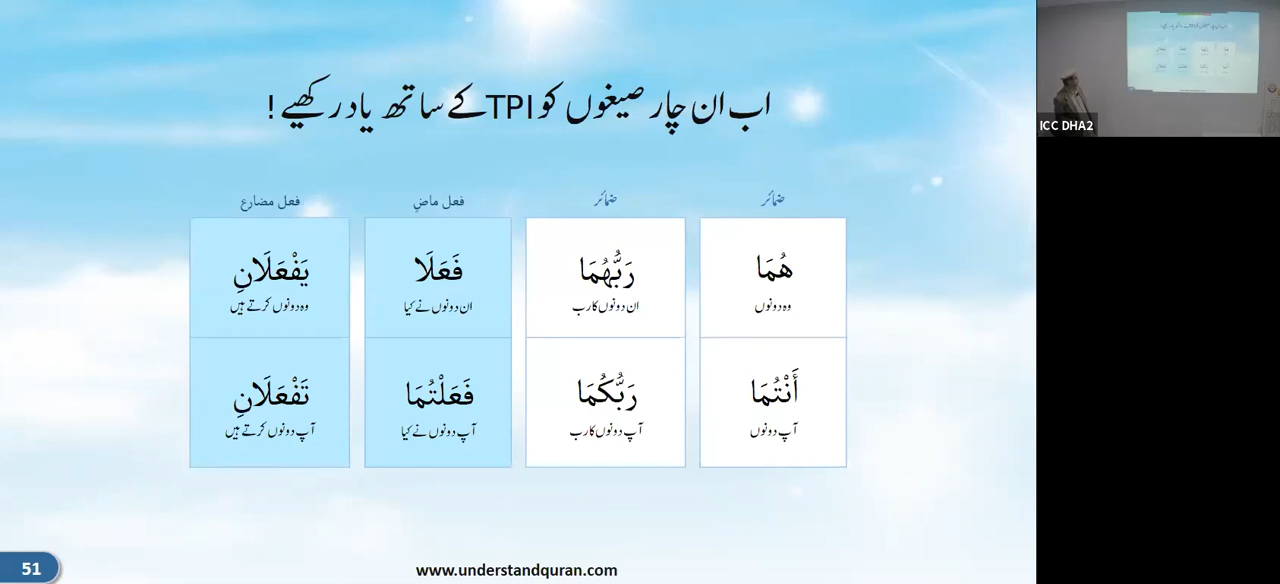 اب ان چار صیغوں کو TPI کے ساتھ یاد رکھیے !
ضمائر ضمائر فعل ماضِ فعل مضارع
هُمَا رَبُّهُمَا فَعَلَا يَفْعَلَانِ
وہ دونوں ان دونوں کا رب ان دونوں نے کیا وہ دونوں کرتے ہیں
أَنْتُمَا رَبُّكُمَا فَعَلْتُمَا تَفْعَلَانِ
آپ دونوں آپ دونوں کا رب آپ دونوں نے کیا آپ دونوں کرتے ہیں
51
www.understandquran.com
ICC DHA2